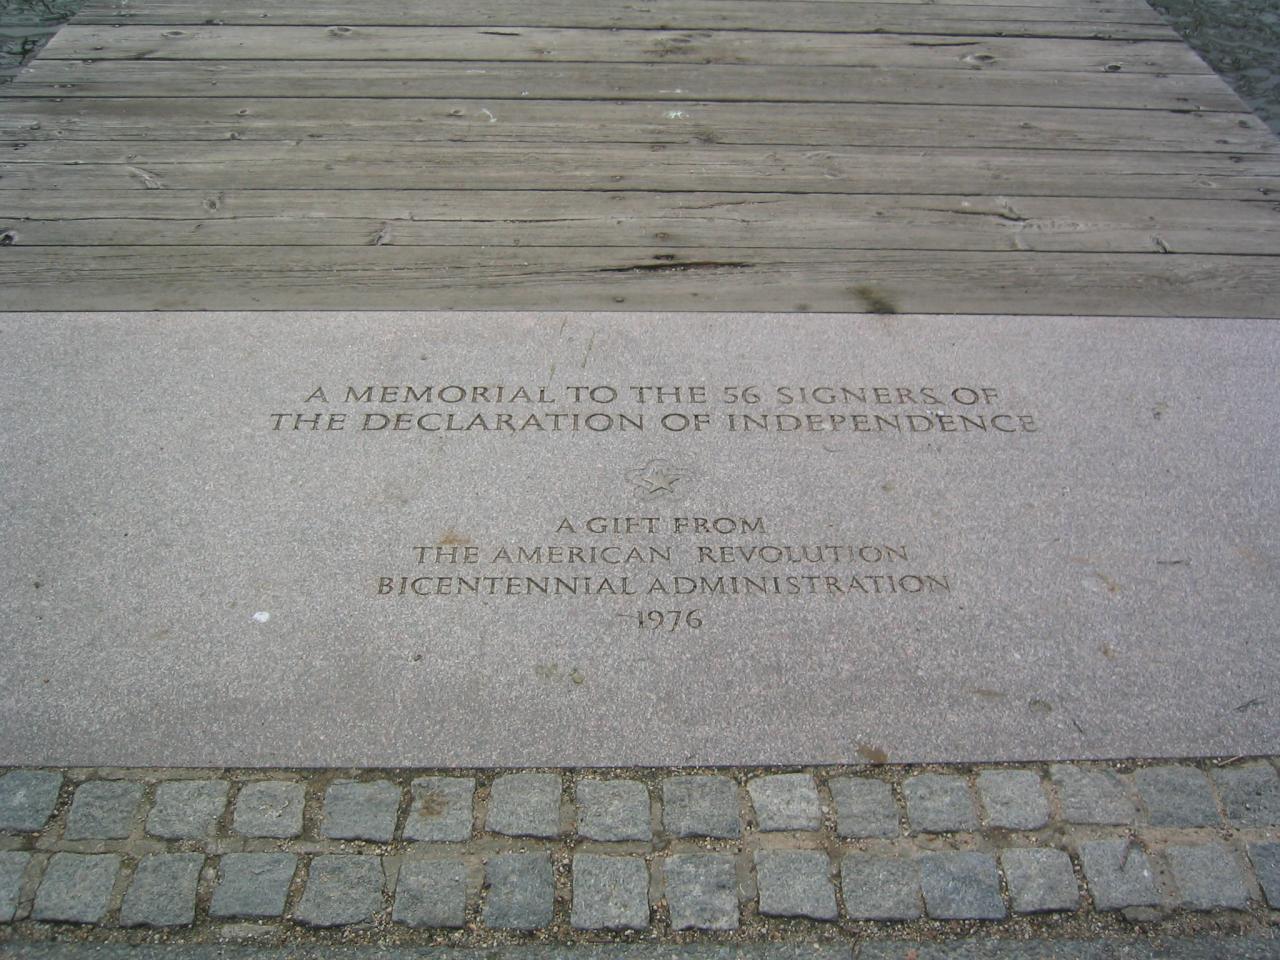 A MEMORIAL TO THE 56 SIGNERS OF
THE DECLARATION OF INDEPENDENCE
A GIFT FROM
THE AMERICAN REVOLUTION
BICENTENNIAL ADMINISTRATION
1976